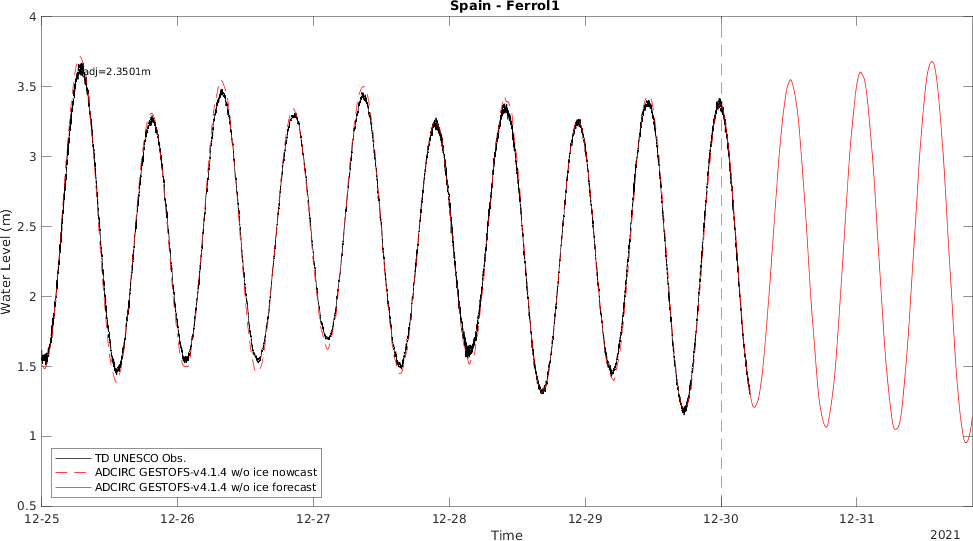 Spain - Ferrol1
4
3.5
3
2.5
2
1.5
1
0.5
Water Level (m)
adj=2.3501m
TD UNESCO Obs.
ADCIRC GESTOFS-v4.1.4 w/o ice nowcast
ADCIRC GESTOFS-v4.1.4 w/o ice forecast
12-25 12-26 12-27 12-28 12-29 12-30 12-31
Time
2021